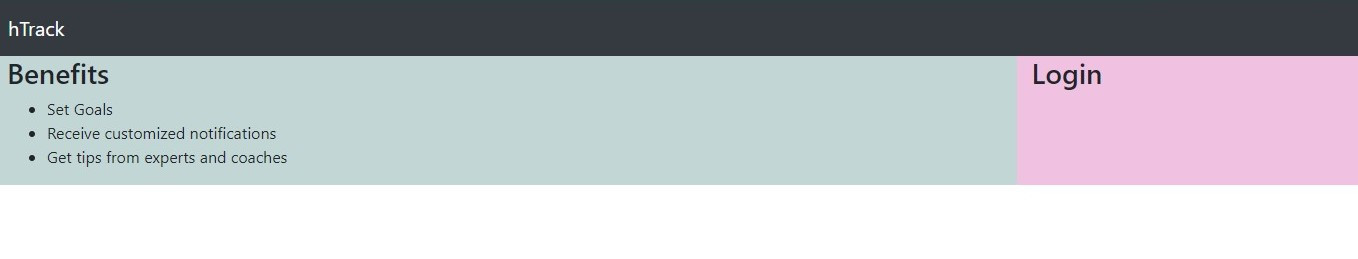 hTrack
Benefits
Set Goals
Receive customized notifications
Get tips from experts and coaches
Login